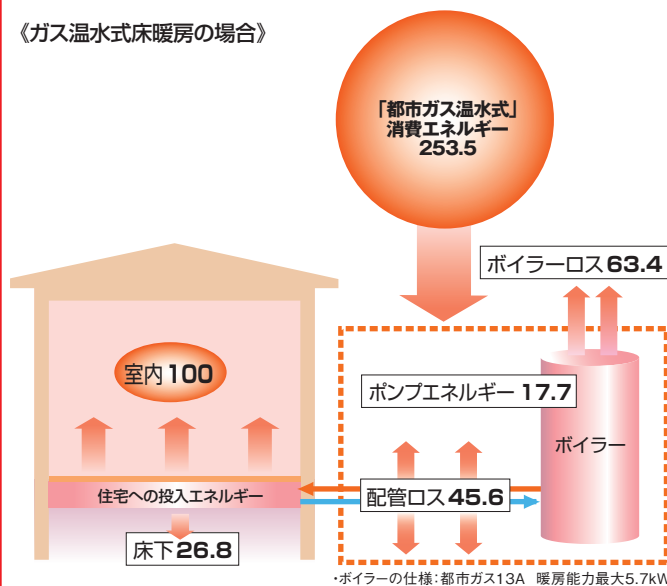 《ガス温水式床暖房の場合》
「都市ガス温水式」
消費エネルギー
253.5
ボイラーロス63.4
室内100
ポンプエネルギー 17.7
ボイラー
住宅への投入エネルギー
配管ロス45.6
床下26.8
・ボイラーの仕様：都市ガス13A　暖房能力最大5.7kW